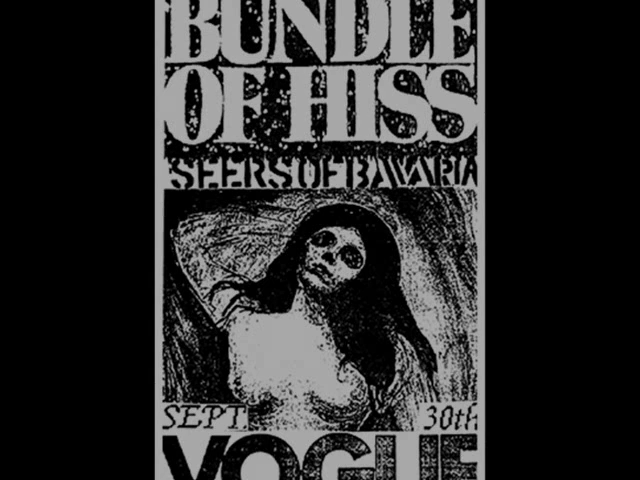 BUNDLE
OF HISS
SEERS OF BAVARIA
SEPT. 30th
VOGUE